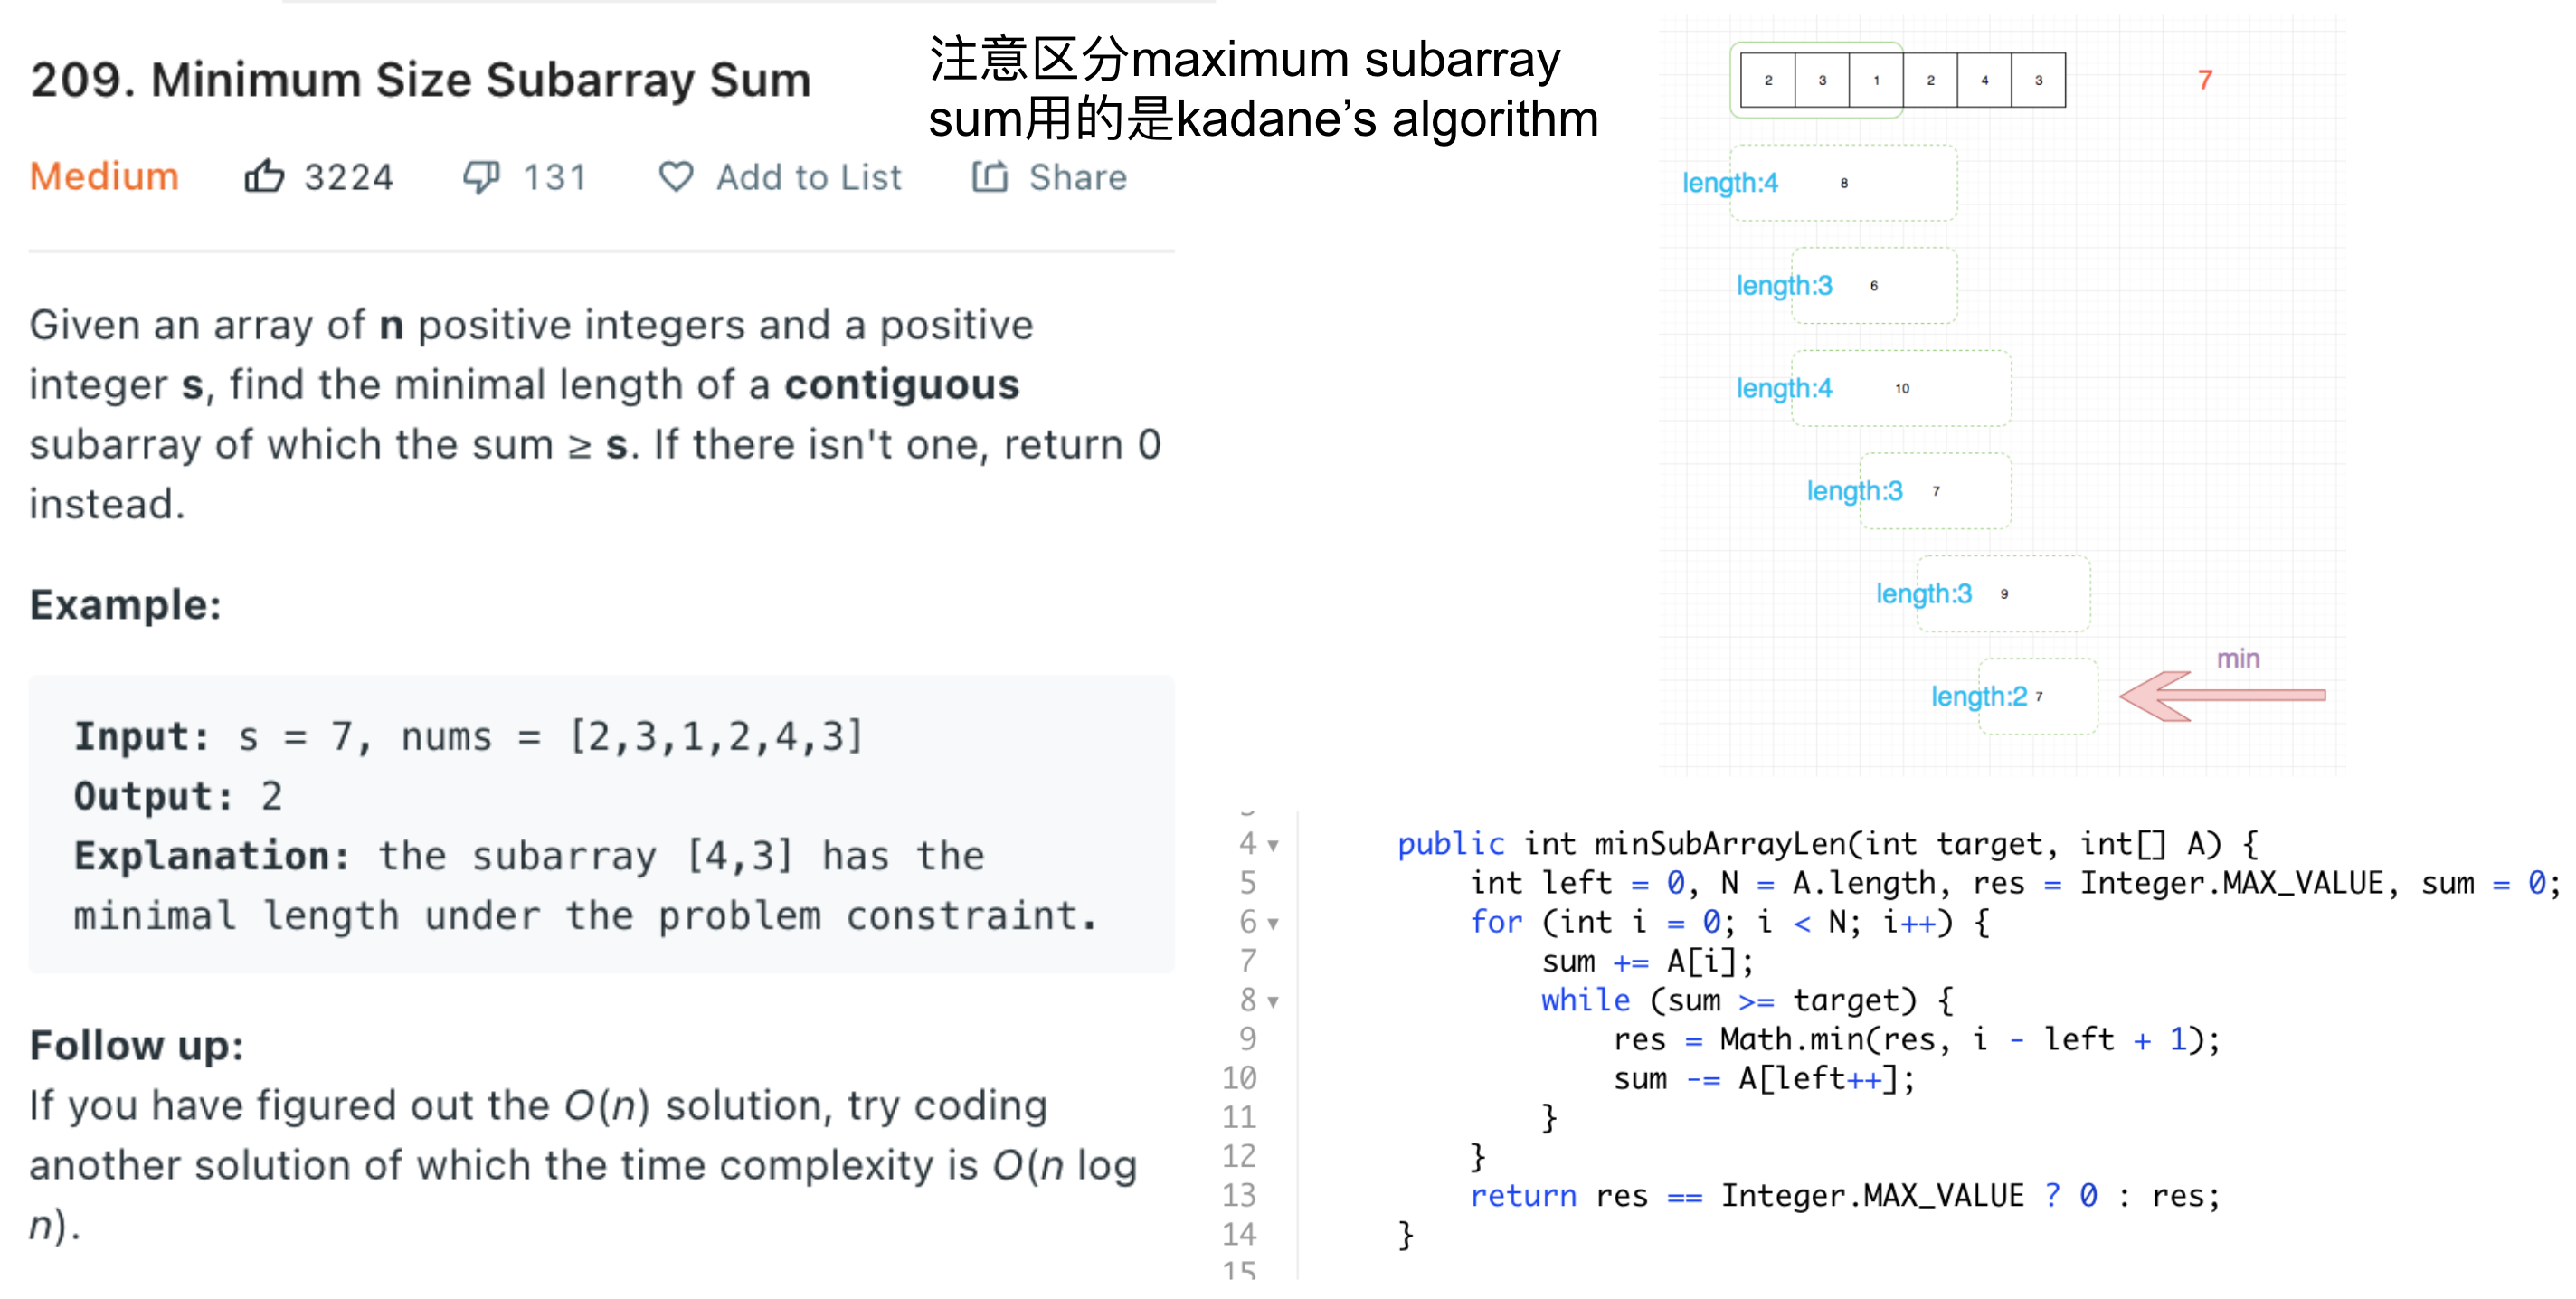 209. Minimum Size Subarray Sum
Medium 3224 131 Add to List Share
注意区分maximum subarray
sum用的是kadane’s algorithm
Given an array of n positive integers and a positive
integer s, find the minimal length of a contiguous
subarray of which the sum ≥ s. If there isn't one, return 0
instead.
Example:
Input: s = 7, nums = [2,3,1,2,4,3]
Output: 2
Explanation: the subarray [4,3] has the
minimal length under the problem constraint.
Follow up:
If you have figured out the O(n) solution, try coding
another solution of which the time complexity is O(n log
n).
2 3 1 2 4 3 7
length:4 8
length:3 6
length:4 10
length:3 7
length:3 9
min
length:2 7
4 public int minSubArrayLen(int target, int[] A) {
5 int left = 0, N = A.length, res = Integer.MAX_VALUE, sum = 0;
6 for (int i = 0; i < N; i++) {
7 sum += A[i];
8 while (sum >= target) {
9 res = Math.min(res, i - left + 1);
10 sum -= A[left++];
11 }
12 }
13 return res == Integer.MAX_VALUE ? 0 : res;
14 }
15